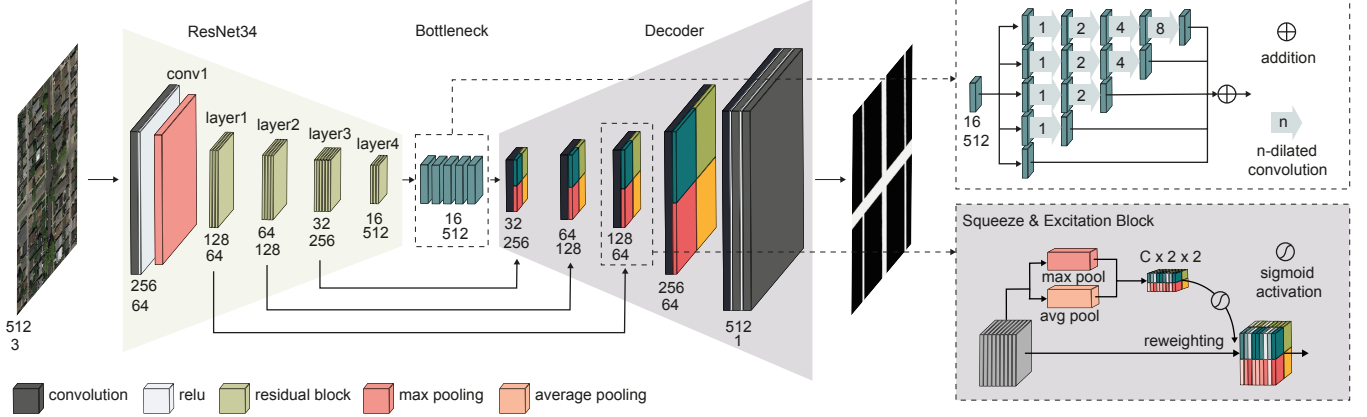 ResNet34
Bottleneck
Decoder
conv1
layer1
layer2
layer3
layer4
512
3
256
64
128
64
64
128
32
256
16
512
16
512
32
256
64
128
128
64
256
64
512
1
16
512
1
2
4
8
1
2
4
1
2
1
addition
n
n-dilated
convolution
Squeeze & Excitation Block
max pool
avg pool
C x 2 x 2
sigmoid
activation
reweighting
convolution
relu
residual block
max pooling
average pooling